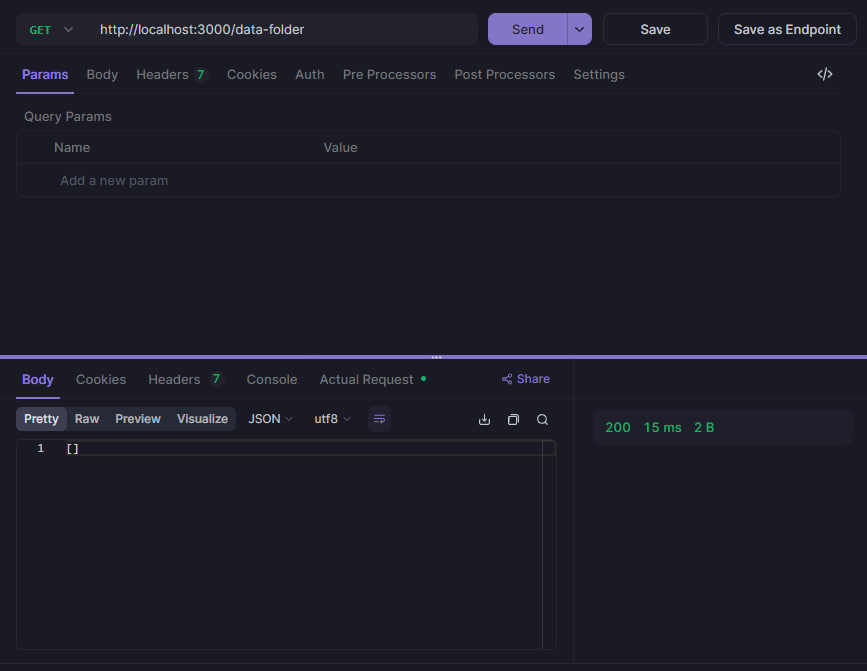 GET http://localhost:3000/data-folder Send Save Save as Endpoint
Params Body Headers 7 Cookies Auth Pre Processors Post Processors Settings </>
Query Params
Name Value
Add a new param
Body Cookies Headers 7 Console Actual Request Share
Pretty Raw Preview Visualize JSON utf8
200 15 ms 2 B
1 []